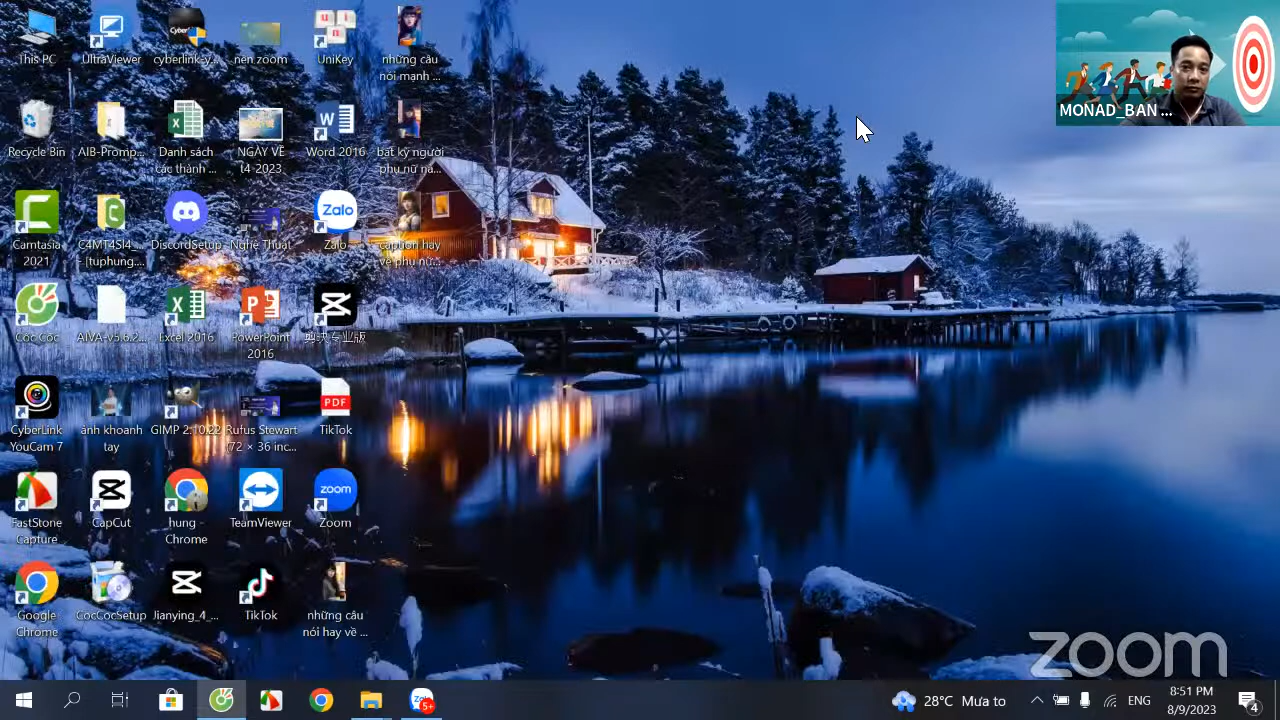 This PC
UltraViewer
cyberlink-y...
nen zoom
UniKey
những câu
nói mạnh ...
MONAD_BAN ...
Recycle Bin
AIB-Promp...
Danh sách
các thành ...
NGÀY VỀ
t4-2023
Word 2016
bất kỳ người
phụ nữ nà...
Camtasia
2021
C4MT4SI4_...
- [tuphung....
DiscordSetup
Nghệ Thuật
Zalo
Zalo
caption hay
về phụ nữ...
Cốc Cốc
AIVA-v5.6.2...
Excel 2016
PowerPoint
2016
剪映专业版
CyberLink
YouCam 7
ảnh khoanh
tay
GIMP 2.10.22
Rufus Stewart
(72 × 36 inc...
PDF
TikTok
FastStone
Capture
CapCut
hung -
Chrome
TeamViewer
zoom
Zoom
Google
Chrome
CocCocSetup
Jianying_4_...
TikTok
những câu
nói hay về ...
zoom
28°C Mưa to
ENG
8:51 PM
8/9/2023
5+
4